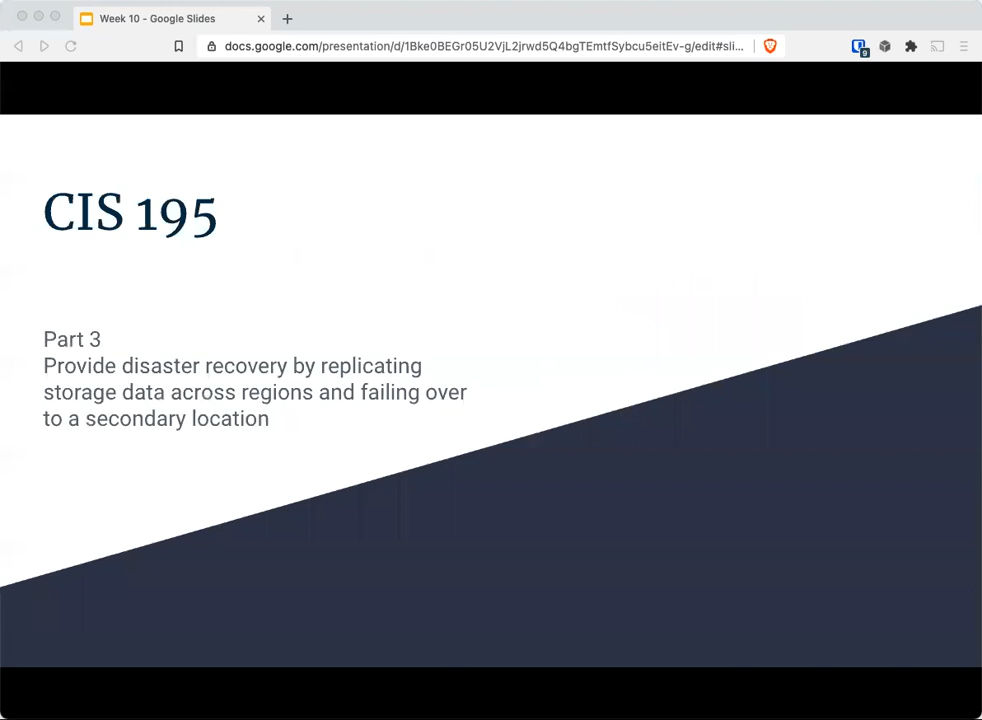 Week 10 - Google Slides
docs.google.com/presentation/d/1Bke0BEGr05U2VjL2jrwd5Q4bgTEmtfSybcu5eitEv-g/edit#sli...
9
CIS 195
Part 3
Provide disaster recovery by replicating
storage data across regions and failing over
to a secondary location